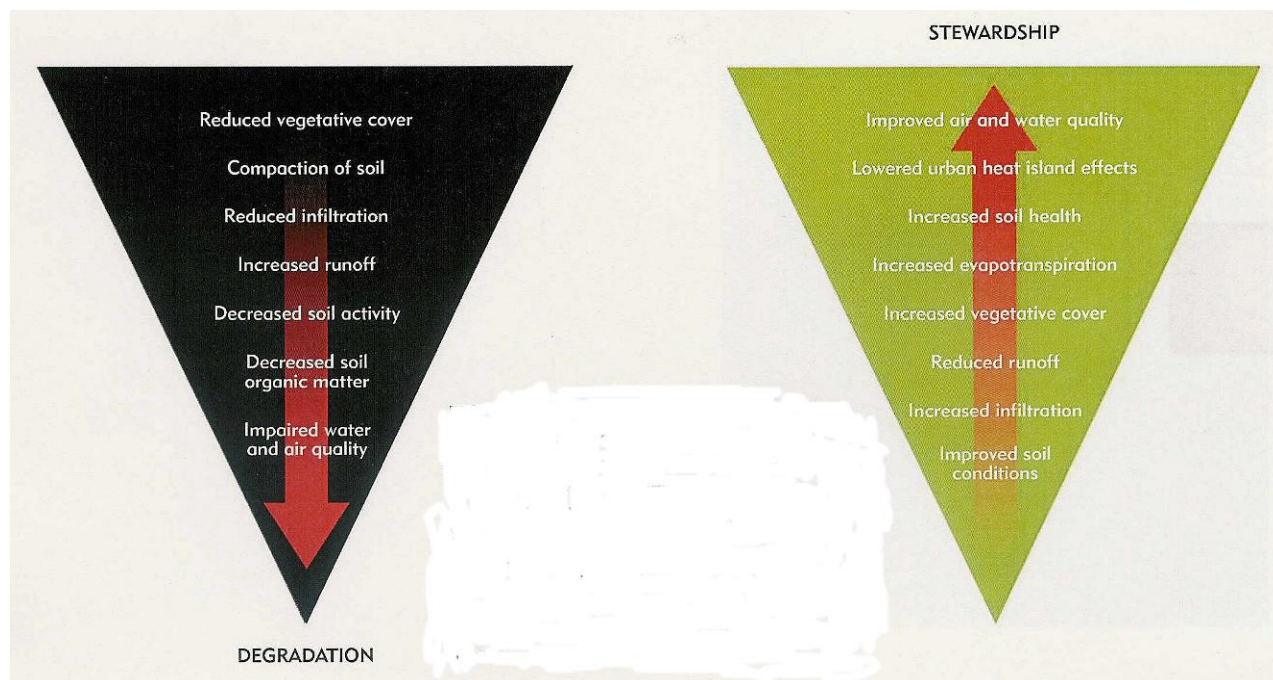 Reduced vegetative cover
Compaction of soil
Reduced infiltration
Increased runoff
Decreased soil activity
Decreased soil
organic matter
Impaired water
and air quality
DEGRADATION
STEWARDSHIP
Improved air and water quality
Lowered urban heat island effects
Increased soil health
Increased evapotranspiration
Increased vegetative cover
Reduced runoff
Increased infiltration
Improved soil
conditions